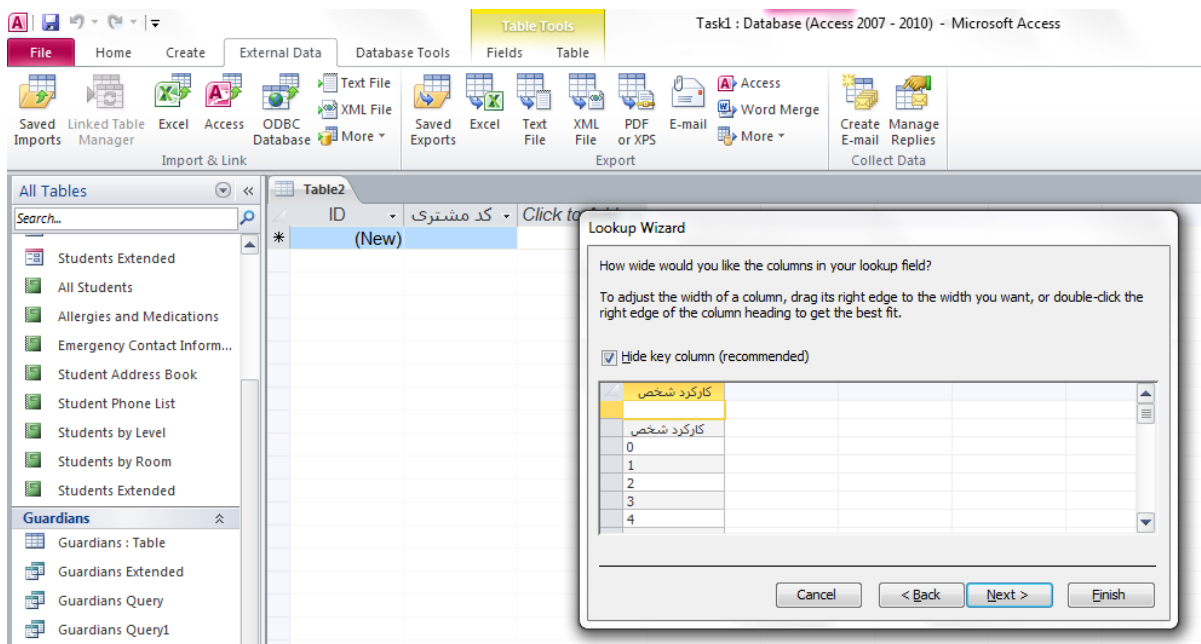 Table Tools
Task1 : Database (Access 2007 - 2010)  -  Microsoft Access
File Home Create External Data Database Tools Fields Table
Saved Imports
Linked Table Manager
Excel
Access
ODBC Database
Text File
XML File
More
Import & Link
Saved Exports
Excel
Text File
XML File
PDF or XPS
E-mail
Access
Word Merge
More
Export
Create E-mail
Manage Replies
Collect Data
All Tables
Search...
Students Extended
All Students
Allergies and Medications
Emergency Contact Inform...
Student Address Book
Student Phone List
Students by Level
Students by Room
Students Extended
Guardians
Guardians : Table
Guardians Extended
Guardians Query
Guardians Query1
Table2
ID کد مشتری Click to
(New)
Lookup Wizard
How wide would you like the columns in your lookup field?
To adjust the width of a column, drag its right edge to the width you want, or double-click the
right edge of the column heading to get the best fit.
Hide key column (recommended)
کارکرد شخص
کارکرد شخص
0
1
2
3
4
Cancel < Back Next > Finish